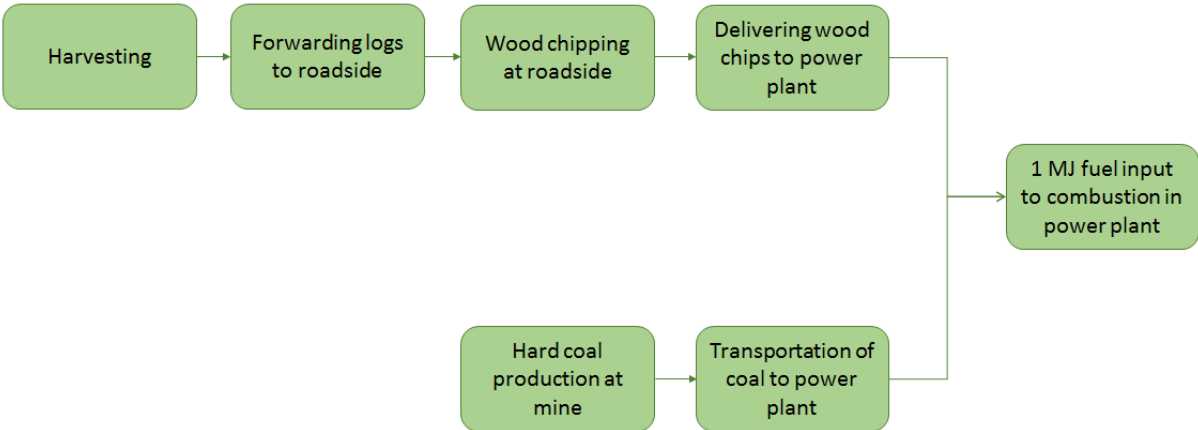 Harvesting
Forwarding logs
to roadside
Wood chipping
at roadside
Delivering wood
chips to power
plant
1 MJ fuel input
to combustion in
power plant
Hard coal
production at
mine
Transportation of
coal to power
plant